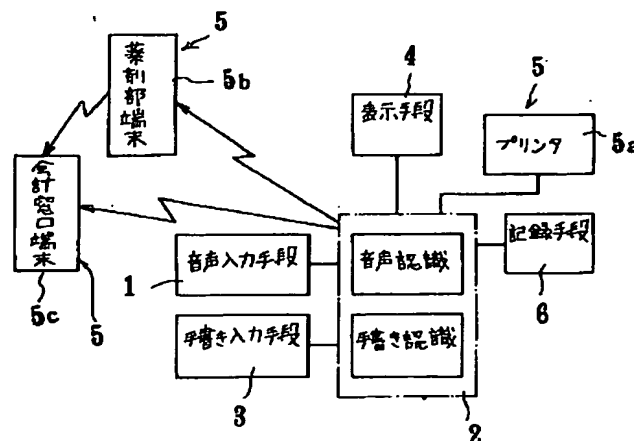 5
薬剤部端末
5b
4
表示手段
5
プリンタ
5a
会計窓口端末
5c
5
音声入力手段
1
音声認識
記録手段
6
手書き入力手段
3
手書き認識
2